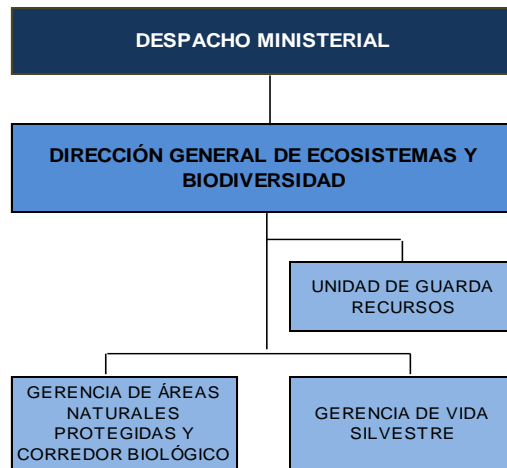 DESPACHO MINISTERIAL
DIRECCIÓN GENERAL DE ECOSISTEMAS Y
BIODIVERSIDAD
UNIDAD DE GUARDA
RECURSOS
GERENCIA DE ÁREAS
NATURALES
PROTEGIDAS Y
CORREDOR BIOLÓGICO
GERENCIA DE VIDA
SILVESTRE